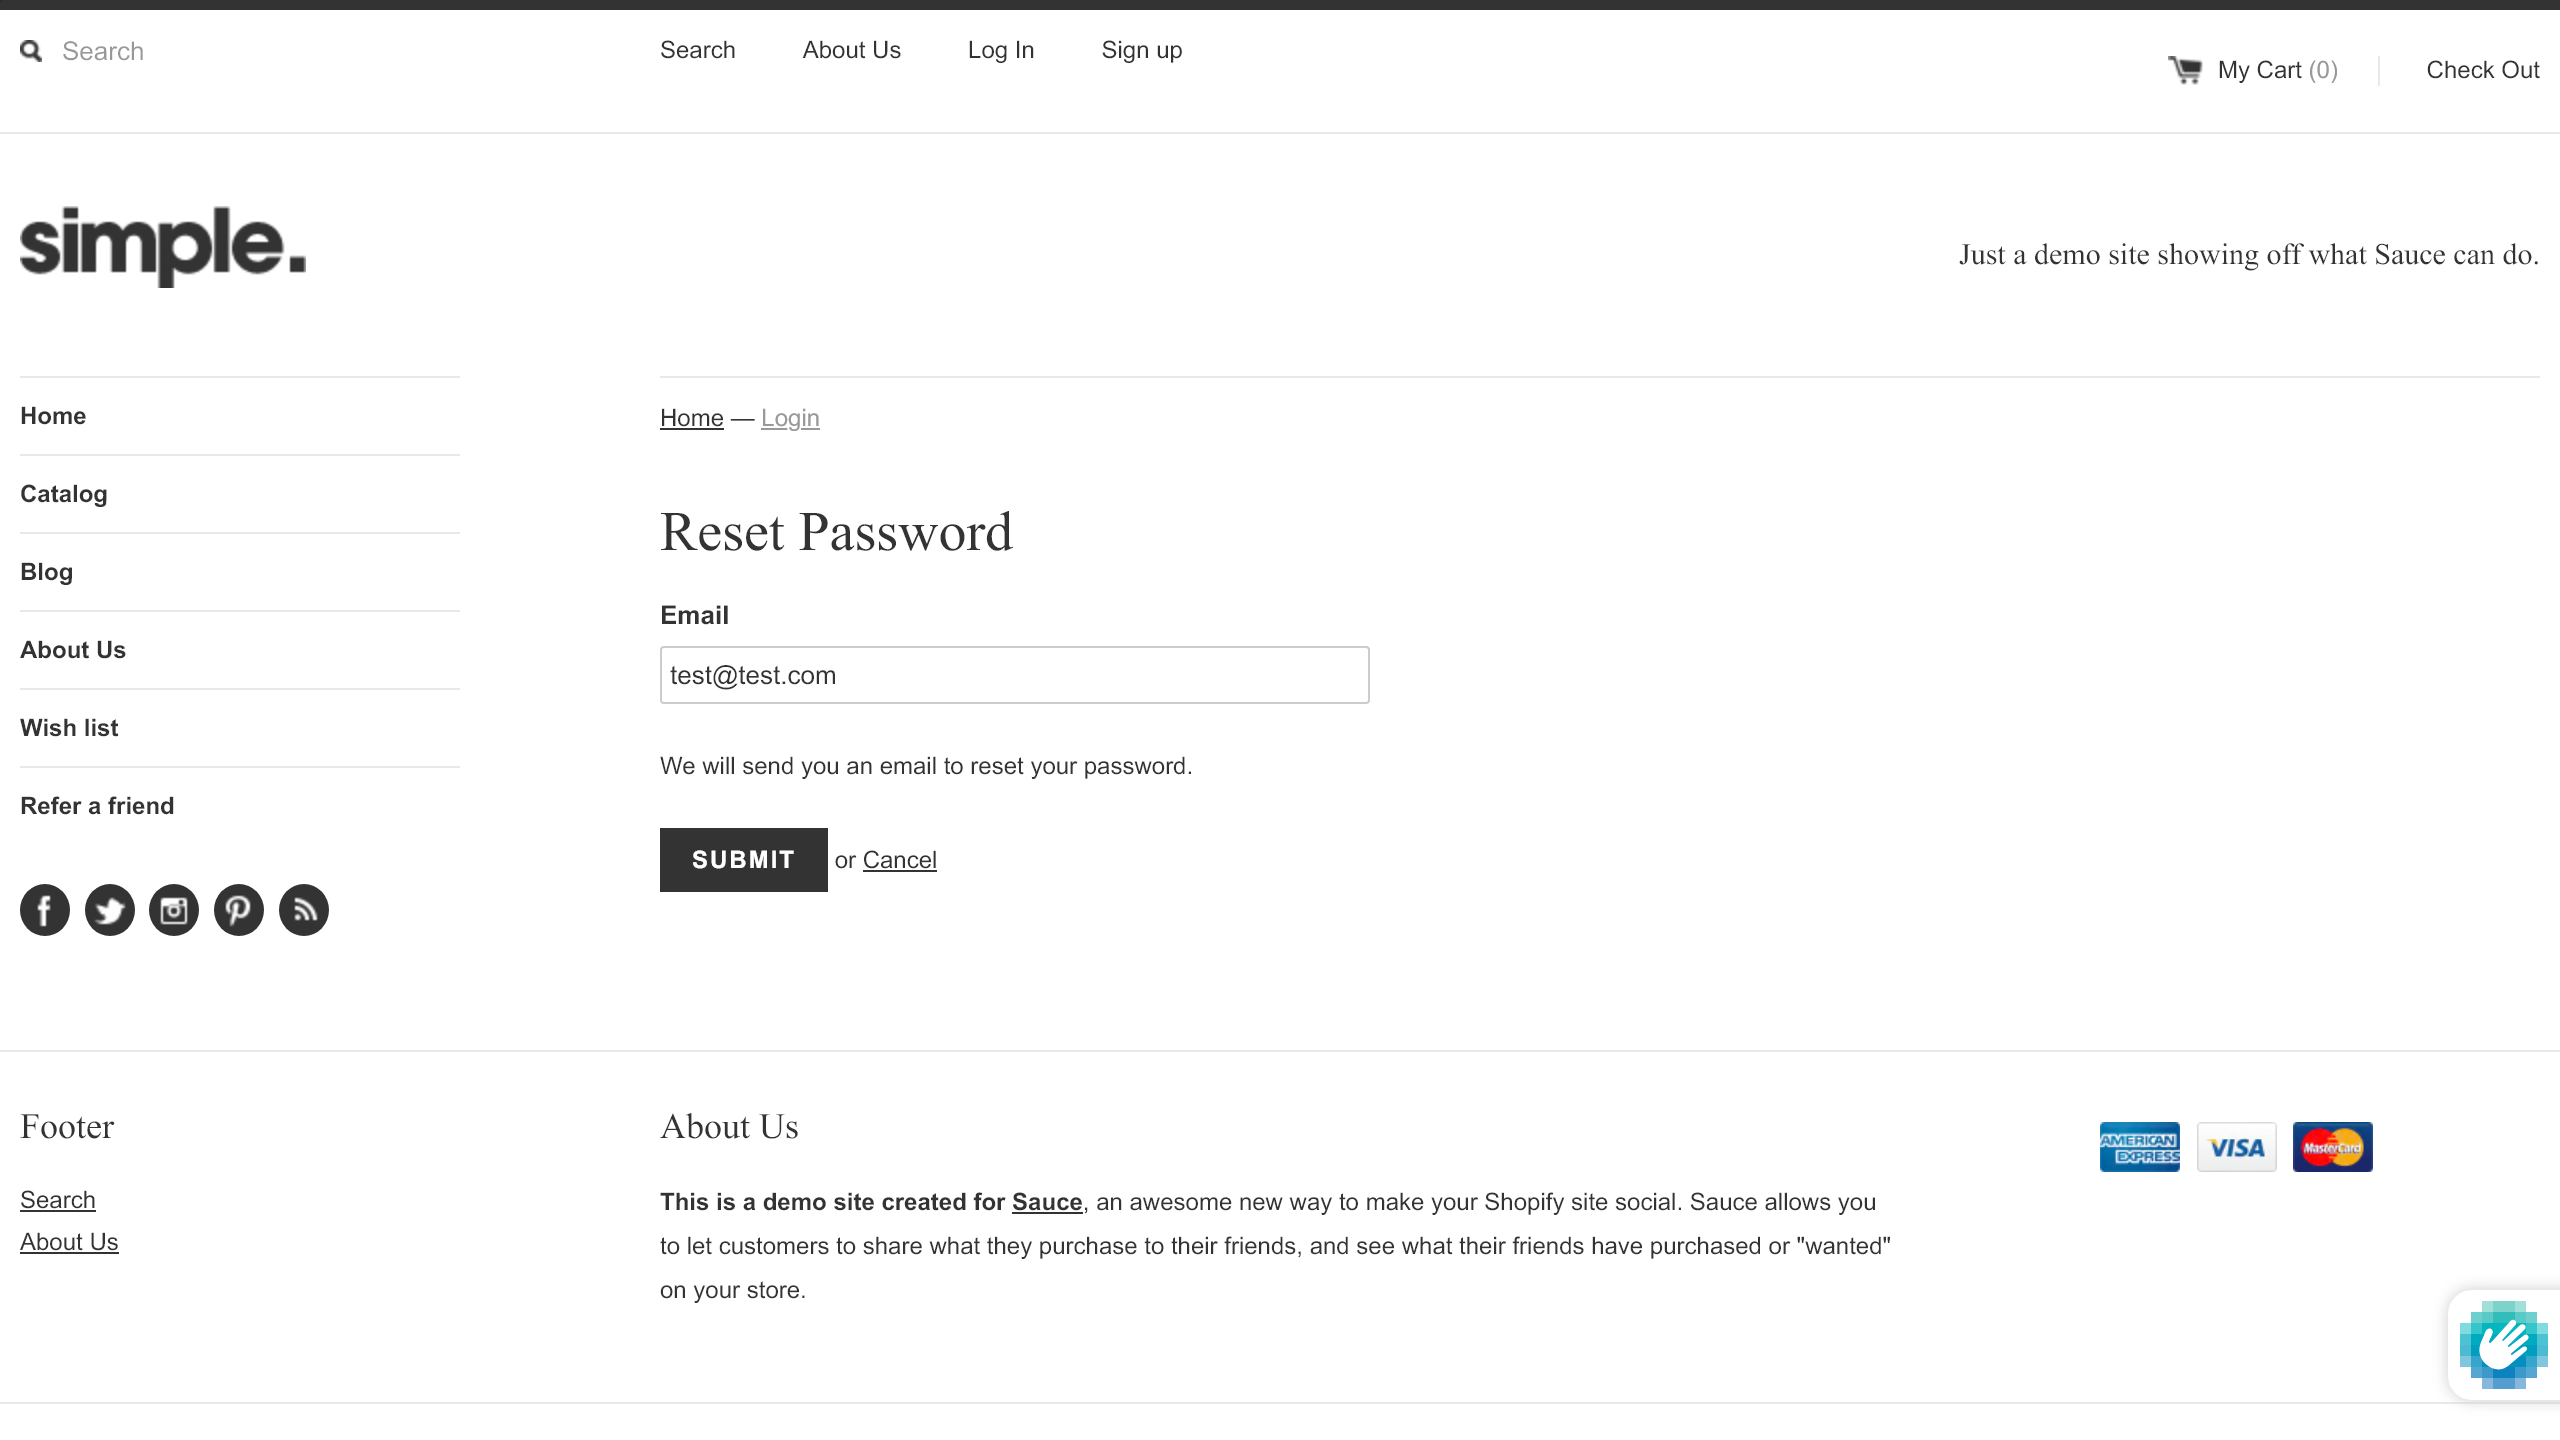 Search
Search About Us Log In Sign up
My Cart (0) Check Out
simple.
Just a demo site showing off what Sauce can do.
Home
Catalog
Blog
About Us
Wish list
Refer a friend
Home — Login
Reset Password
Email
test@test.com
We will send you an email to reset your password.
SUBMIT or Cancel
Footer
Search
About Us
About Us
This is a demo site created for Sauce, an awesome new way to make your Shopify site social. Sauce allows you
to let customers to share what they purchase to their friends, and see what their friends have purchased or "wanted"
on your store.
AMERICAN EXPRESS
VISA
MasterCard